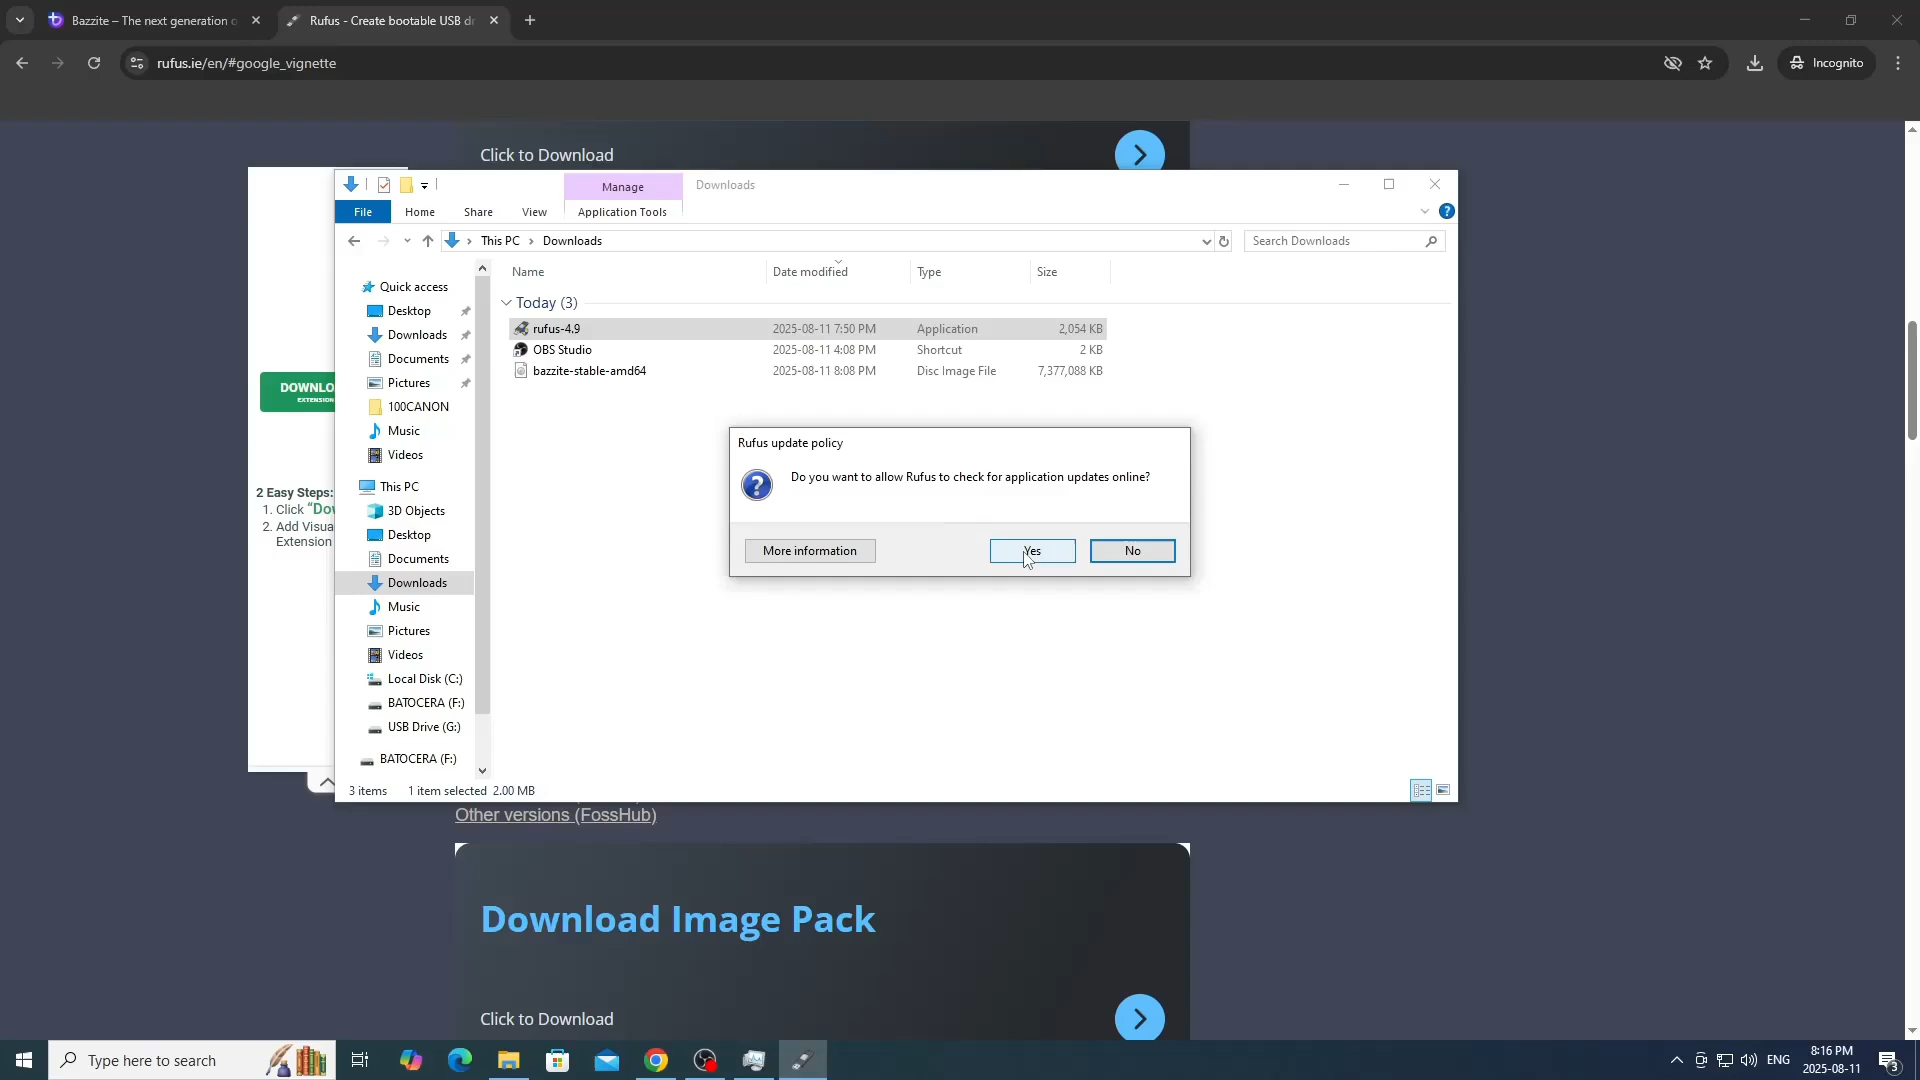 Bazzite – The next generation o
Rufus - Create bootable USB dr
rufus.ie/en/#google_vignette
Incognito
Click to Download
Manage
Downloads
File
Home
Share
View
Application Tools
This PC
Downloads
Search Downloads
Name
Date modified
Type
Size
Today (3)
rufus-4.9 2025-08-11 7:50 PM Application 2,054 KB
OBS Studio 2025-08-11 4:08 PM Shortcut 2 KB
bazzite-stable-amd64 2025-08-11 8:08 PM Disc Image File 7,377,088 KB
Quick access
Desktop
Downloads
Documents
Pictures
100CANON
Music
Videos
This PC
3D Objects
Desktop
Documents
Downloads
Music
Pictures
Videos
Local Disk (C:)
BATOCERA (F:)
USB Drive (G:)
BATOCERA (F:)
3 items 1 item selected 2.00 MB
Rufus update policy
Do you want to allow Rufus to check for application updates online?
More information
Yes
No
DOWNLO
EXTENSION
2 Easy Steps:
1. Click "Dow
2. Add Visua
Extension
Other versions (FossHub)
Download Image Pack
Click to Download
Type here to search
ENG
8:16 PM
2025-08-11
3